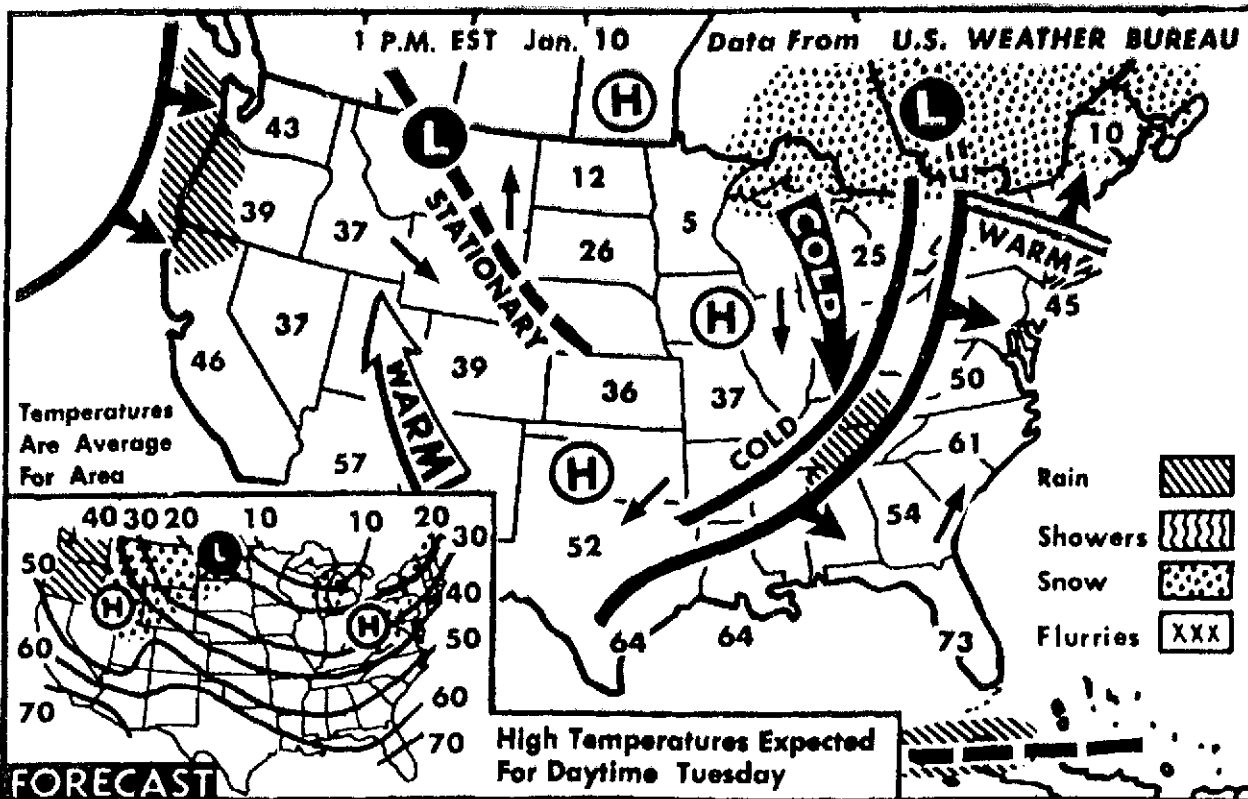 1 P.M. EST Jan. 10 Data From U.S. WEATHER BUREAU
H
L
L
43
10
12
STATIONARY
39
37
5
COLD
25
WARM
26
45
H
37
46
39
WARM
36
37
50
COLD
61
Temperatures
Are Average
For Area
57
H
Rain
54
52
Showers
Snow
64
64
73
Flurries
XXX
40 30 20 10 10 20 30
L
50
H
40
H
50
60
60
70
70
FORECAST
High Temperatures Expected
For Daytime Tuesday